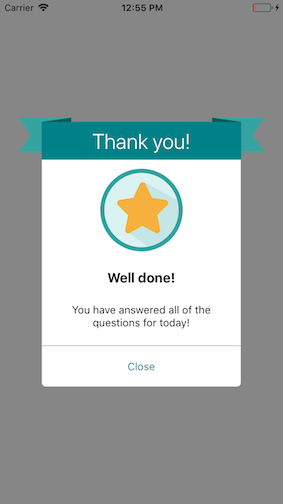 Carrier 12:55 PM
Thank you!
Well done!
You have answered all of the
questions for today!
Close